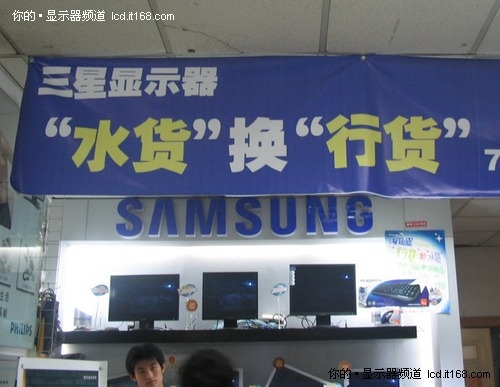 你的·显示器频道 lcd.it168.com
三星显示器
“水货”换“行货”
7
SAMSUNG
PHILIPS
你的·显示器频道 lcd.it168.com